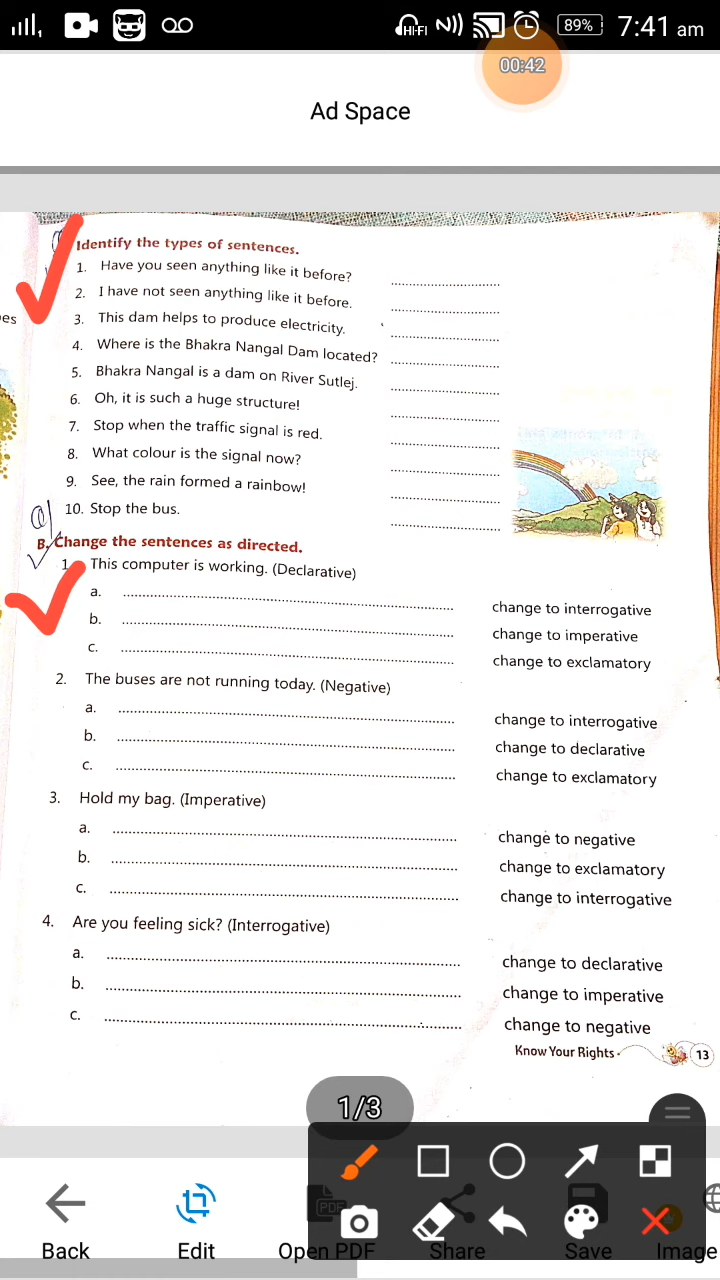 89% 7:41 am
HI-FI
00:42
Ad Space
Identify the types of sentences.
1. Have you seen anything like it before?
2. I have not seen anything like it before.
es
3. This dam helps to produce electricity.
4. Where is the Bhakra Nangal Dam located?
5. Bhakra Nangal is a dam on River Sutlej.
6. Oh, it is such a huge structure!
7. Stop when the traffic signal is red.
8. What colour is the signal now?
9. See, the rain formed a rainbow!
10. Stop the bus.
B. Change the sentences as directed.
1. This computer is working. (Declarative)
a. change to interrogative
b. change to imperative
c. change to exclamatory
2. The buses are not running today. (Negative)
a. change to interrogative
b. change to declarative
c. change to exclamatory
3. Hold my bag. (Imperative)
a. change to negative
b. change to exclamatory
c. change to interrogative
4. Are you feeling sick? (Interrogative)
a. change to declarative
b. change to imperative
c. change to negative
Know Your Rights 13
1/3
PDF
Back Edit Open PDF Share Save Image